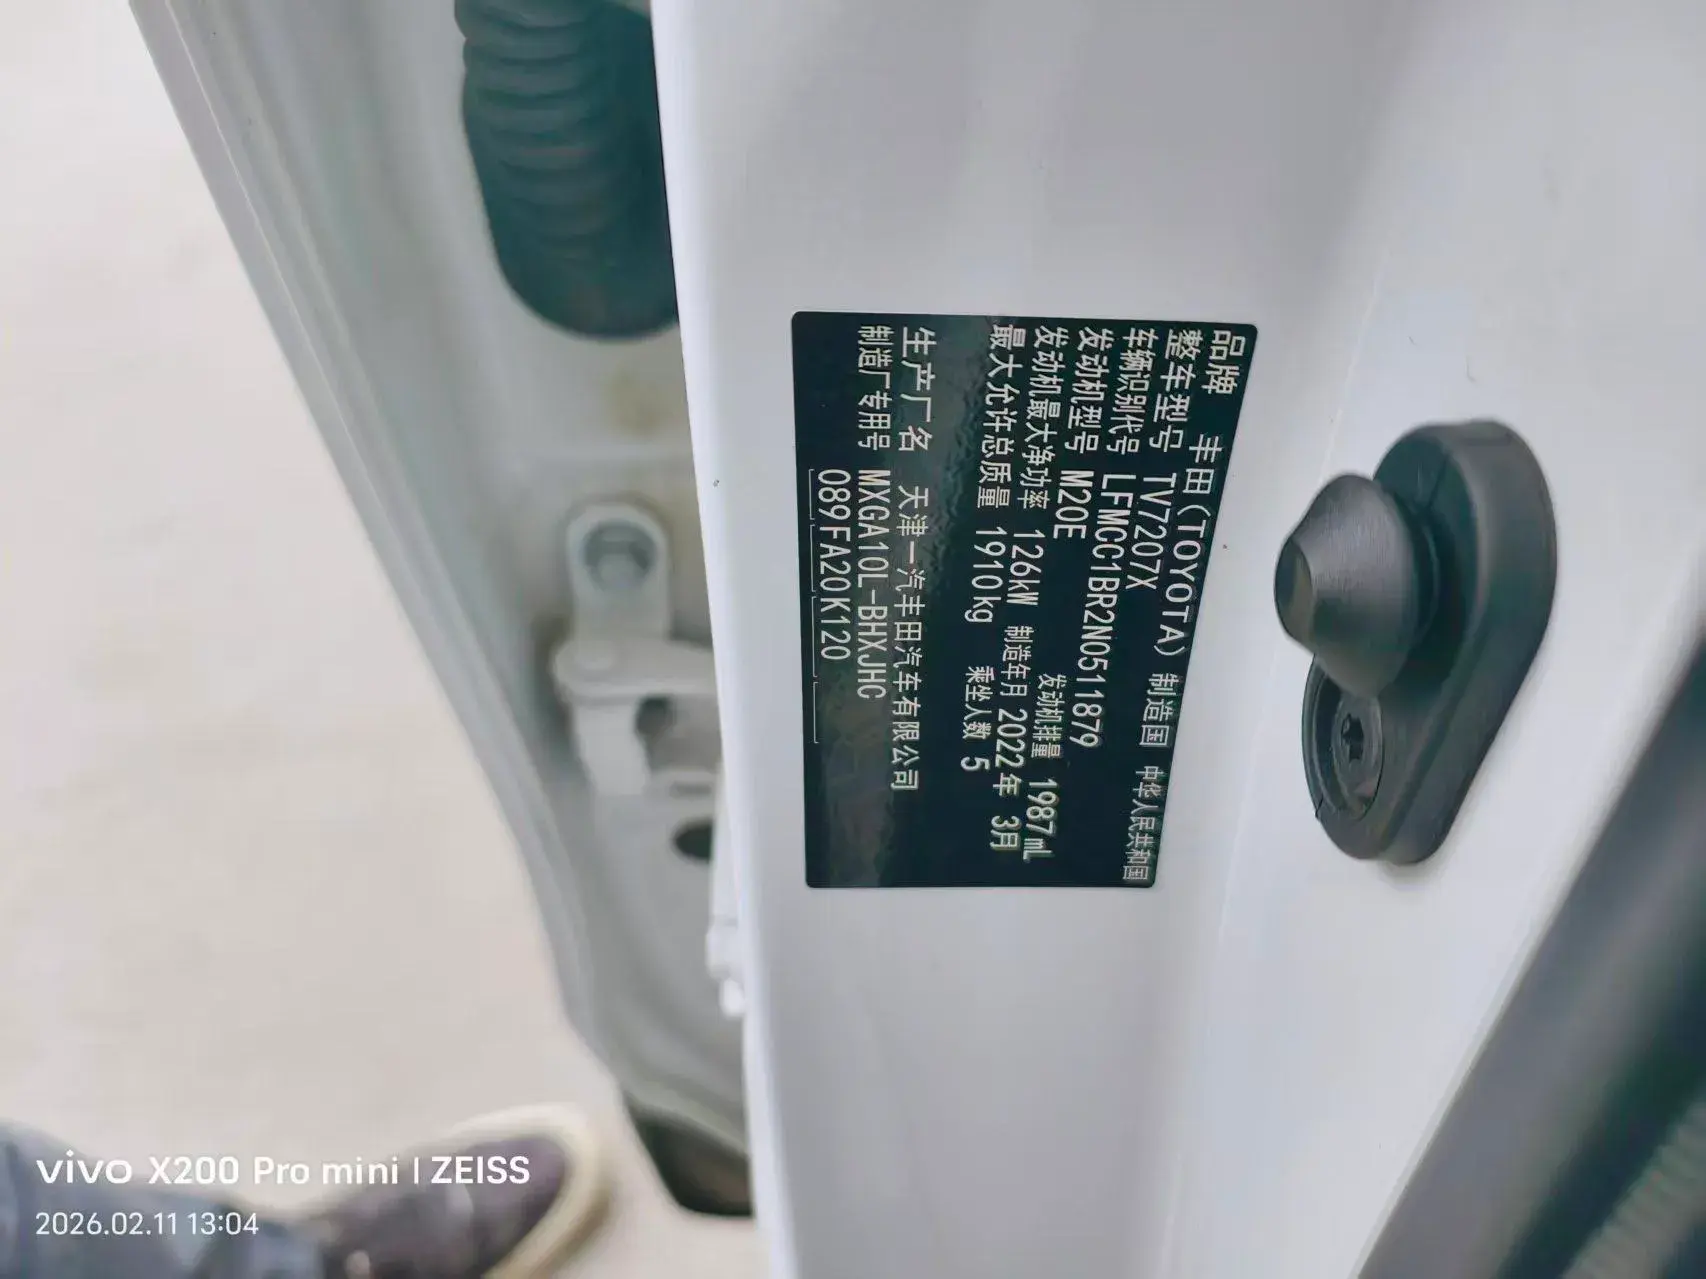 品牌 丰田(TOYOTA) 制造国 中华人民共和国
整车型号 TV7207X
车辆识别代号 LFMCC1BR2N0511879
发动机型号 M20E 发动机排量 1987mL
发动机最大净功率 126kW 制造年月 2022年 3月
最大允许总质量 1910kg 乘坐人数 5
生产厂名 天津一汽丰田汽车有限公司
制造厂专用号 MXGA10L-BHXJHC
089FA20K120
vivo X200 Pro mini | ZEISS
2026.02.11 13:04